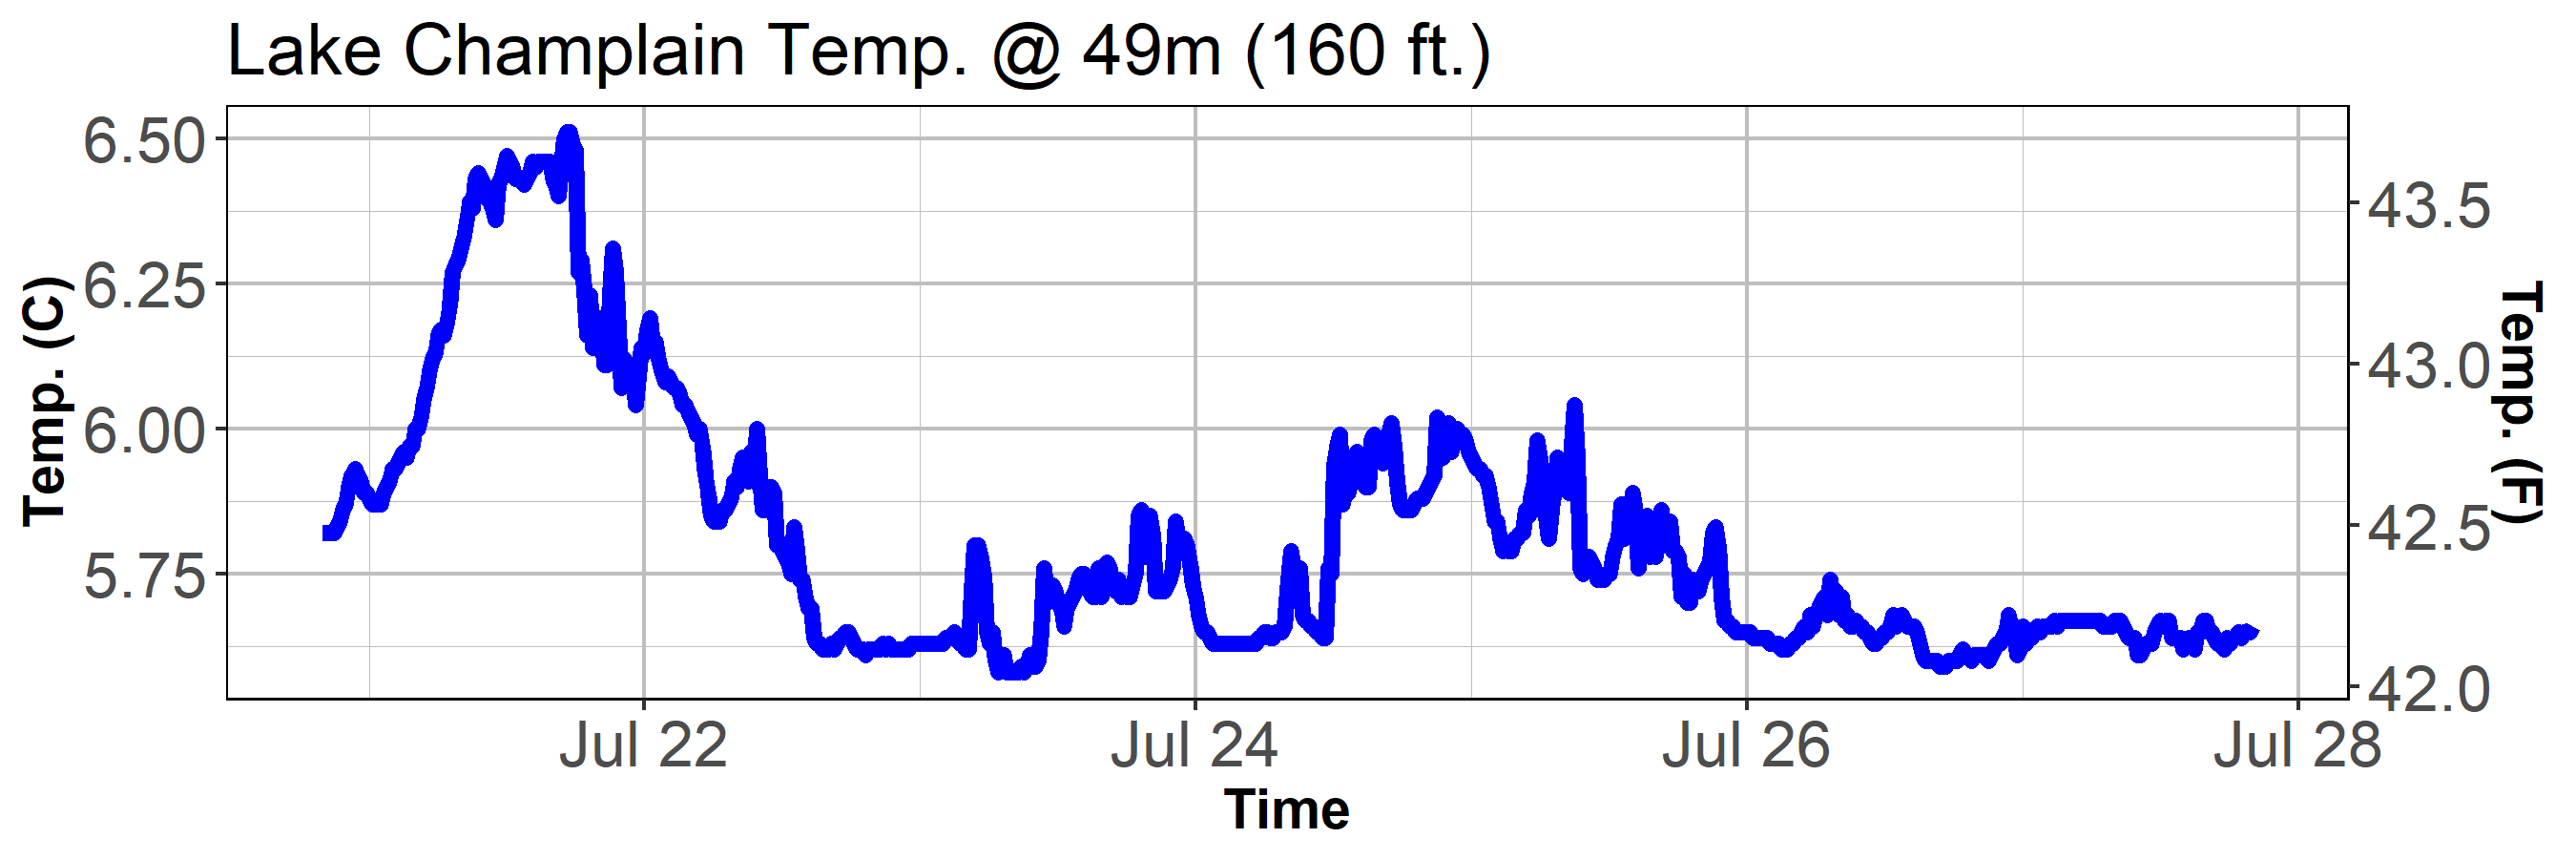 Lake Champlain Temp. @ 49m (160 ft.)
6.50
6.25
6.00
5.75
Temp. (C)
43.5
43.0
42.5
42.0
Temp. (F)
Jul 22 Jul 24 Jul 26 Jul 28
Time